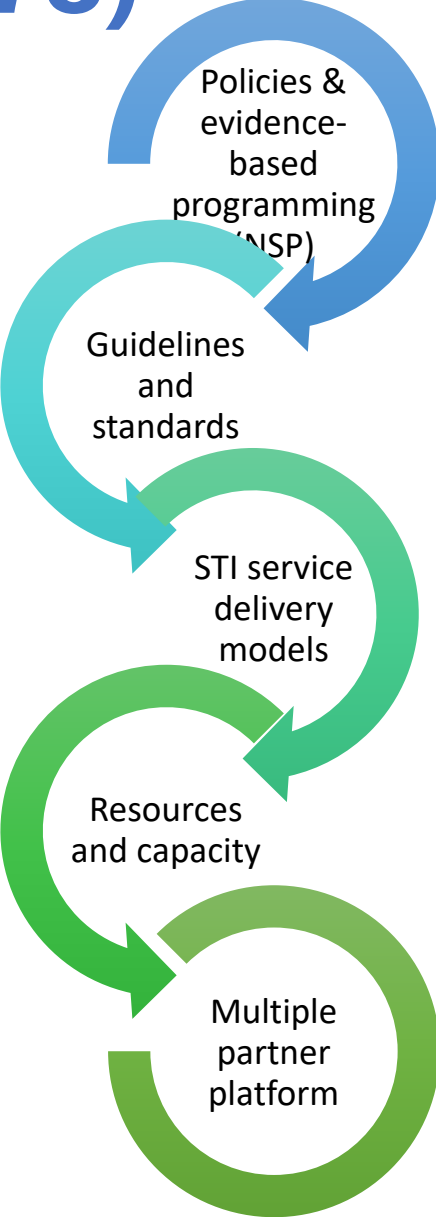 Policies &
evidence-
based
programming
(NSP)
Guidelines
and
standards
STI service
delivery
models
Resources
and capacity
Multiple
partner
platform